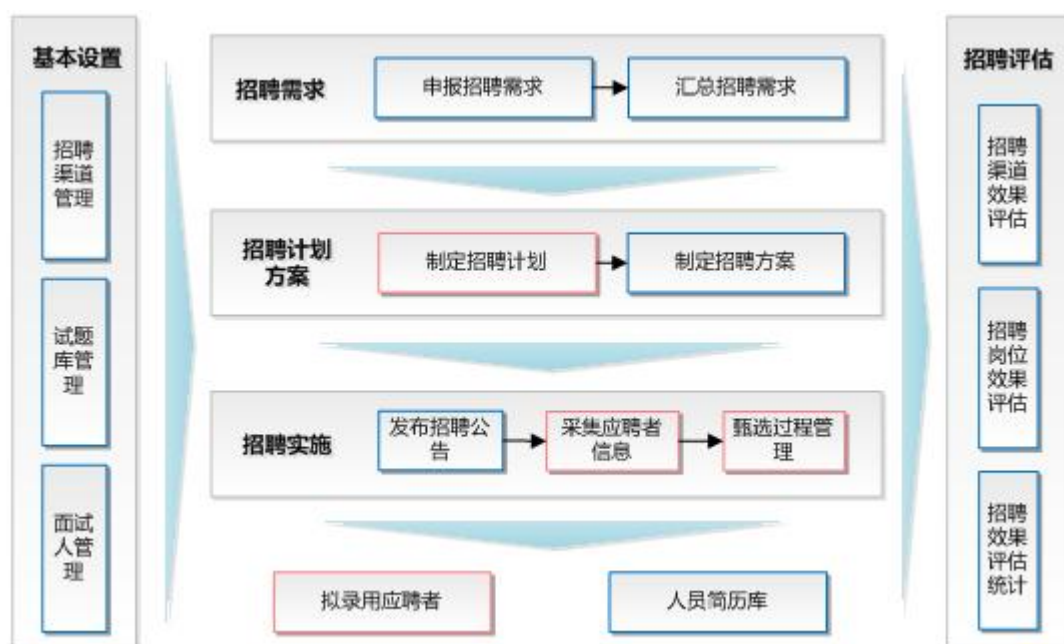 基本设置
招聘
渠道
管理
试题
库管
理
面试
人管
理
招聘需求
申报招聘需求
汇总招聘需求
招聘计划
方案
制定招聘计划
制定招聘方案
招聘实施
发布招聘公
告
采集应聘者
信息
甄选过程管
理
拟录用应聘者
人员简历库
招聘评估
招聘
渠道
效果
评估
招聘
岗位
效果
评估
招聘
效果
评估
统计